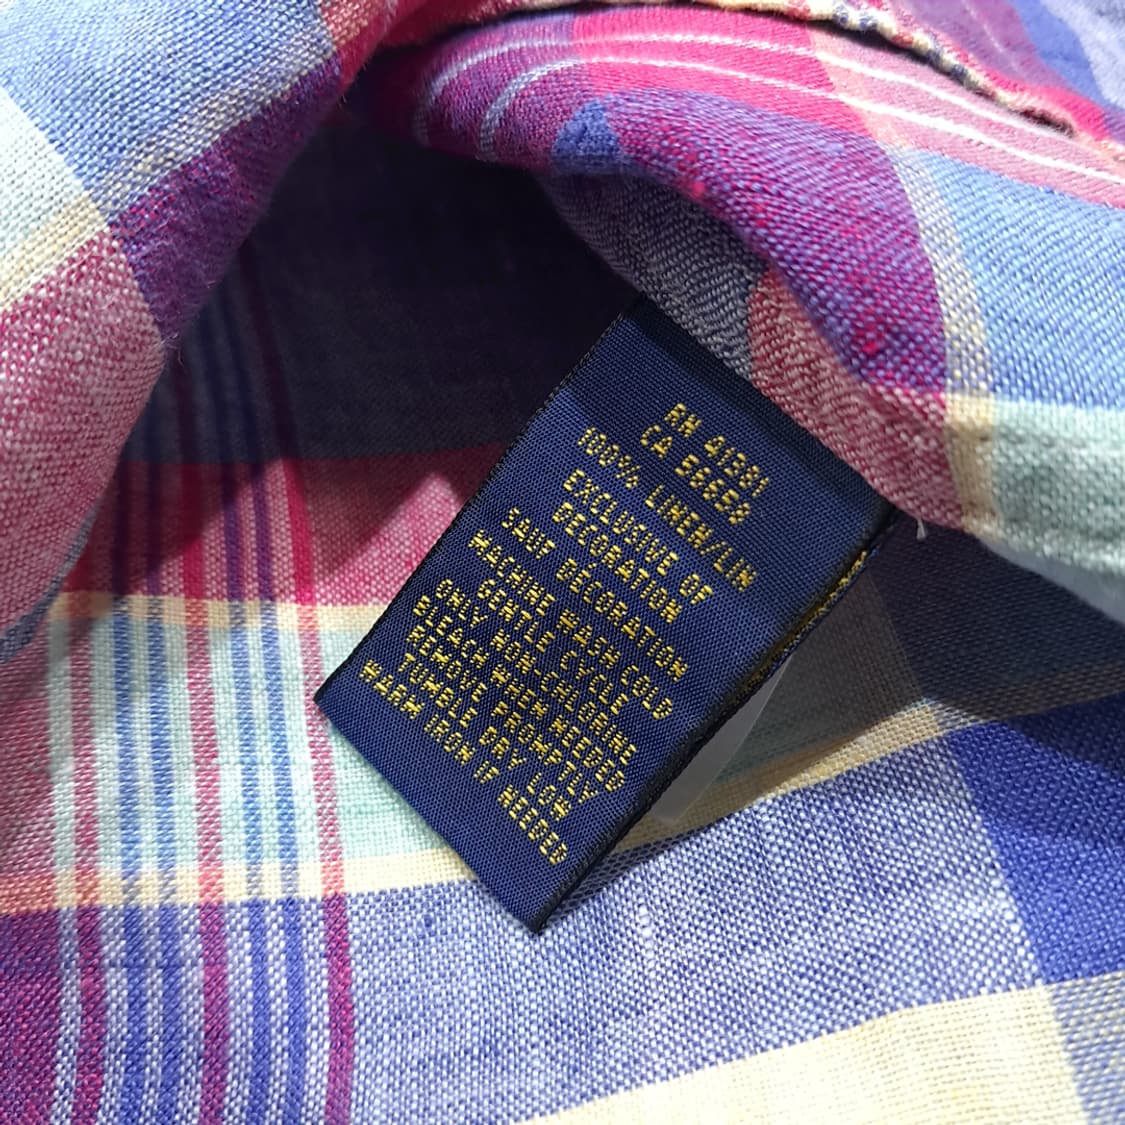 RN 41381
CA 56658
100% LINEN/LIN
EXCLUSIVE OF
DECORATION
SAUF DÉCORATION
MACHINE WASH COLD
GENTLE CYCLE
ONLY NON-CHLORINE
BLEACH WHEN NEEDED
REMOVE PROMPTLY
TUMBLE DRY LOW
WARM IRON IF
NEEDED